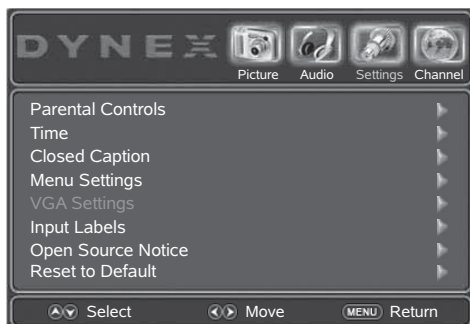 DYNEX
Picture Audio Settings Channel
Parental Controls
Time
Closed Caption
Menu Settings
VGA Settings
Input Labels
Open Source Notice
Reset to Default
Select Move MENU Return